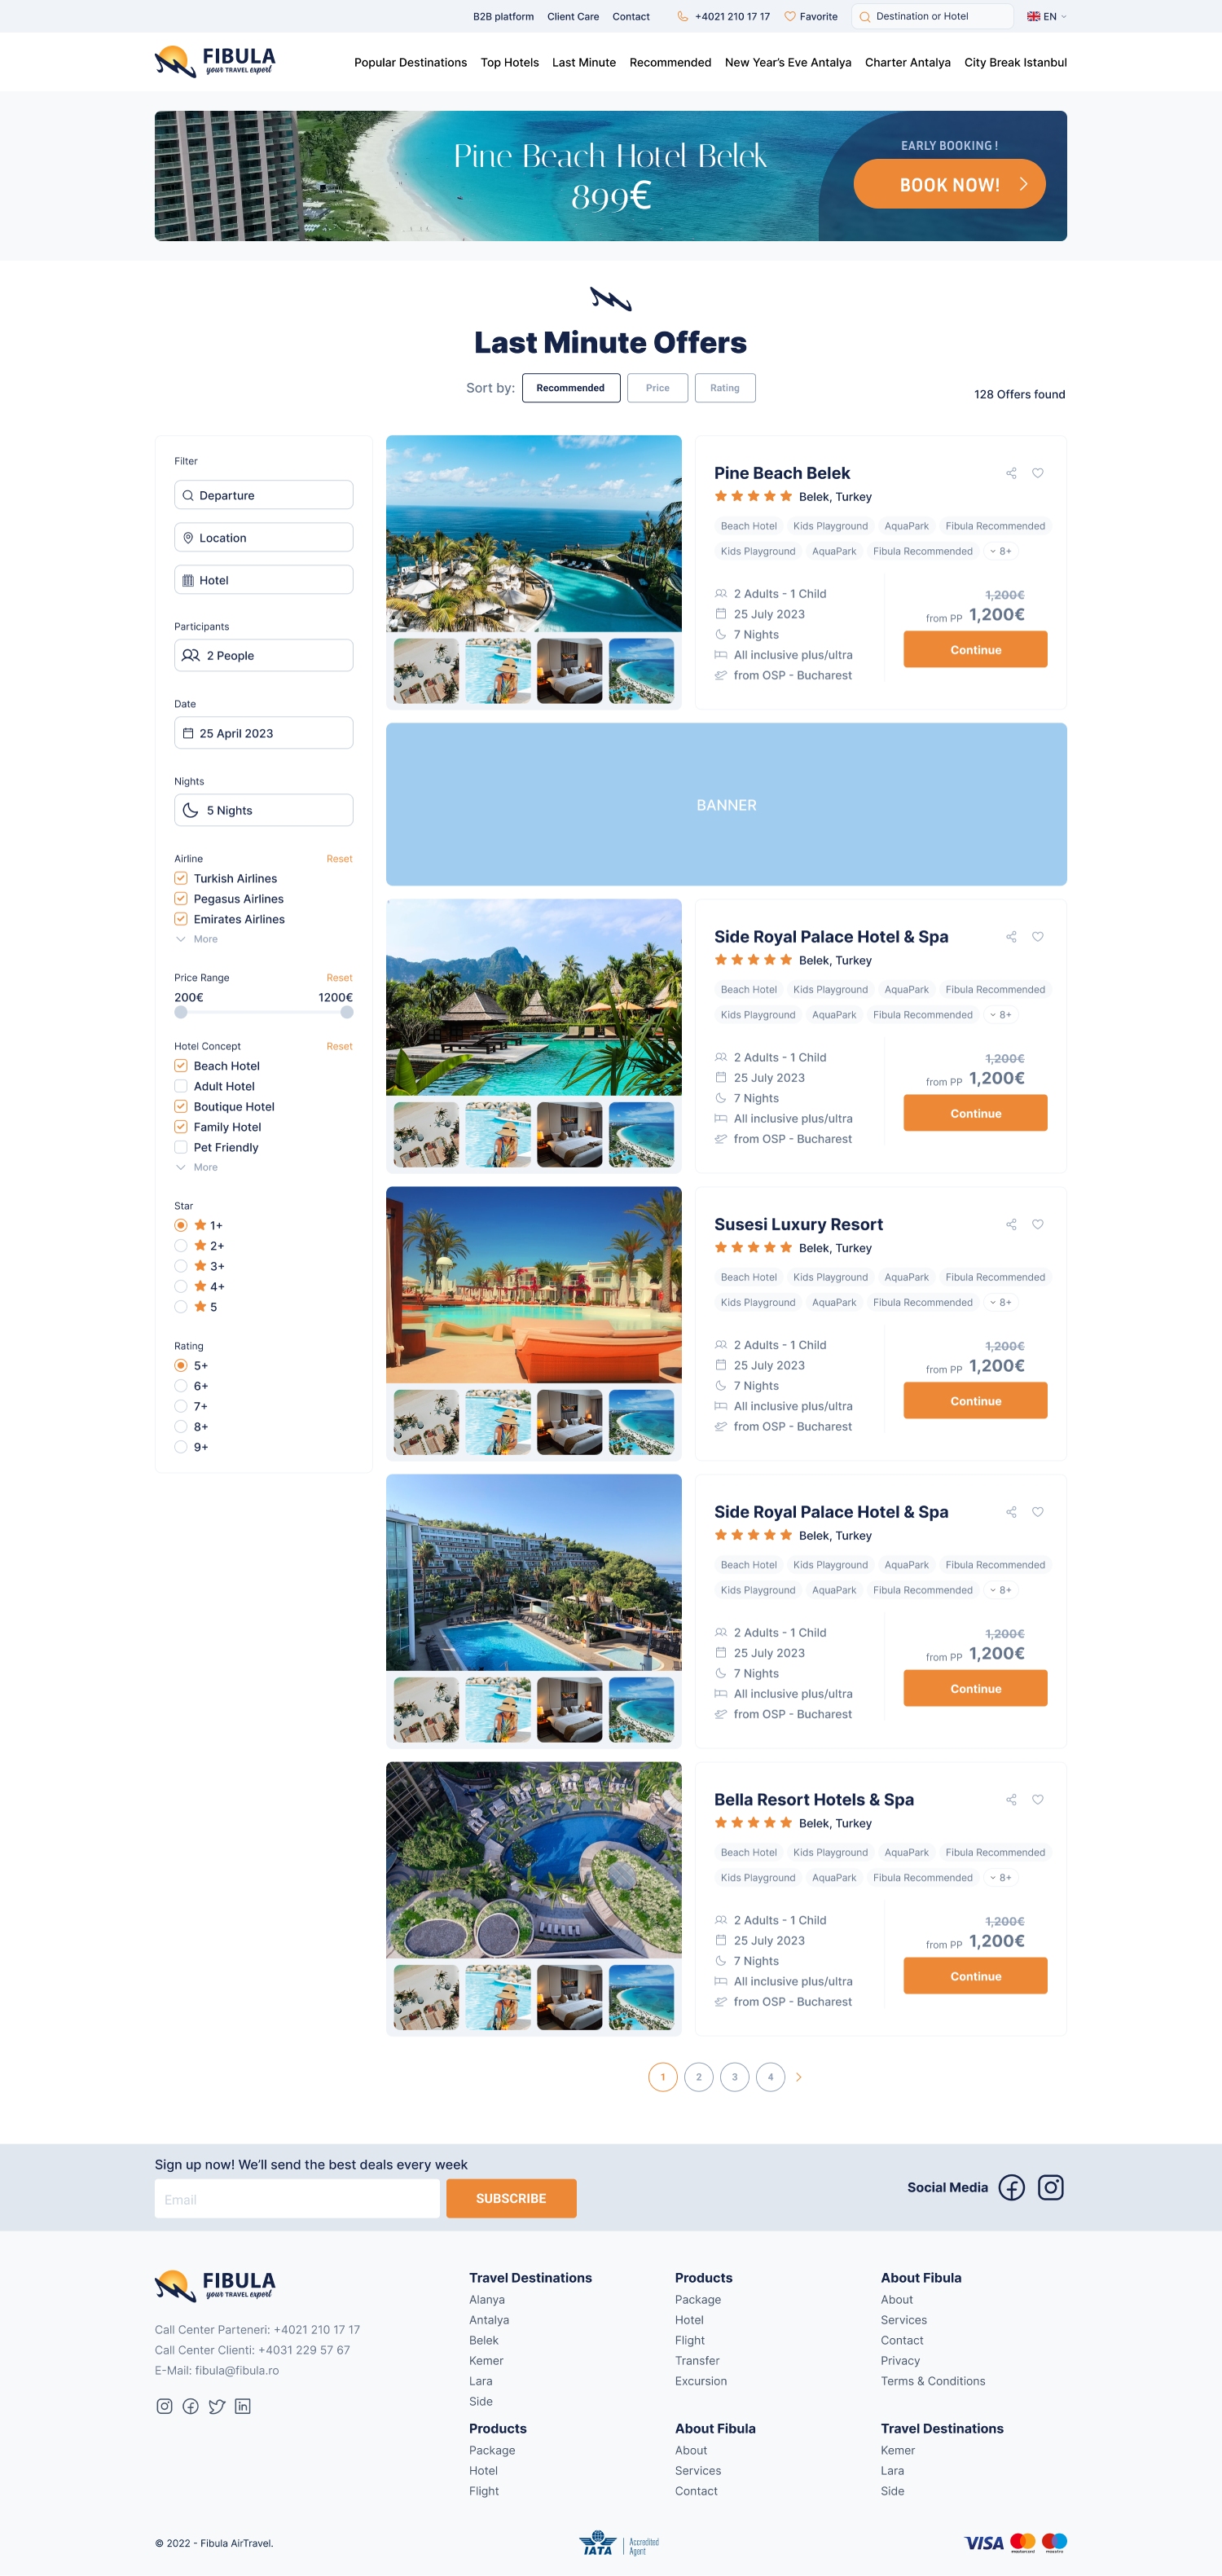 B2B platform Client Care Contact +4021 210 17 17 Favorite Destination or Hotel EN
FIBULA
your TRAVEL expert
Popular Destinations Top Hotels Last Minute Recommended New Year's Eve Antalya Charter Antalya City Break Istanbul
Pine Beach Hotel Belek
899€
EARLY BOOKING !
BOOK NOW!
Last Minute Offers
Sort by: Recommended Price Rating
128 Offers found
Filter
Departure
Location
Hotel
Participants
2 People
Date
25 April 2023
Nights
5 Nights
Airline Reset
Turkish Airlines
Pegasus Airlines
Emirates Airlines
More
Price Range Reset
200€ 1200€
Hotel Concept Reset
Beach Hotel
Adult Hotel
Boutique Hotel
Family Hotel
Pet Friendly
More
Star
1+
2+
3+
4+
5
Rating
5+
6+
7+
8+
9+
Pine Beach Belek
Belek, Turkey
Beach Hotel Kids Playground AquaPark Fibula Recommended
Kids Playground AquaPark Fibula Recommended 8+
2 Adults - 1 Child
25 July 2023
7 Nights
All inclusive plus/ultra
from OSP - Bucharest
1,200€
from PP 1,200€
Continue
BANNER
Side Royal Palace Hotel & Spa
Belek, Turkey
Beach Hotel Kids Playground AquaPark Fibula Recommended
Kids Playground AquaPark Fibula Recommended 8+
2 Adults - 1 Child
25 July 2023
7 Nights
All inclusive plus/ultra
from OSP - Bucharest
1,200€
from PP 1,200€
Continue
Susesi Luxury Resort
Belek, Turkey
Beach Hotel Kids Playground AquaPark Fibula Recommended
Kids Playground AquaPark Fibula Recommended 8+
2 Adults - 1 Child
25 July 2023
7 Nights
All inclusive plus/ultra
from OSP - Bucharest
1,200€
from PP 1,200€
Continue
Side Royal Palace Hotel & Spa
Belek, Turkey
Beach Hotel Kids Playground AquaPark Fibula Recommended
Kids Playground AquaPark Fibula Recommended 8+
2 Adults - 1 Child
25 July 2023
7 Nights
All inclusive plus/ultra
from OSP - Bucharest
1,200€
from PP 1,200€
Continue
Bella Resort Hotels & Spa
Belek, Turkey
Beach Hotel Kids Playground AquaPark Fibula Recommended
Kids Playground AquaPark Fibula Recommended 8+
2 Adults - 1 Child
25 July 2023
7 Nights
All inclusive plus/ultra
from OSP - Bucharest
1,200€
from PP 1,200€
Continue
1 2 3 4
Sign up now! We'll send the best deals every week
Email
SUBSCRIBE
Social Media
FIBULA
your TRAVEL expert
Call Center Parteneri: +4021 210 17 17
Call Center Clienti: +4031 229 57 67
E-Mail: fibula@fibula.ro
Travel Destinations
Alanya
Antalya
Belek
Kemer
Lara
Side
Products
Package
Hotel
Flight
Transfer
Excursion
About Fibula
About
Services
Contact
Privacy
Terms & Conditions
Products
Package
Hotel
Flight
About Fibula
About
Services
Contact
Travel Destinations
Kemer
Lara
Side
© 2022 - Fibula AirTravel.
IATA
Accredited
Agent
VISA
mastercard
maestro